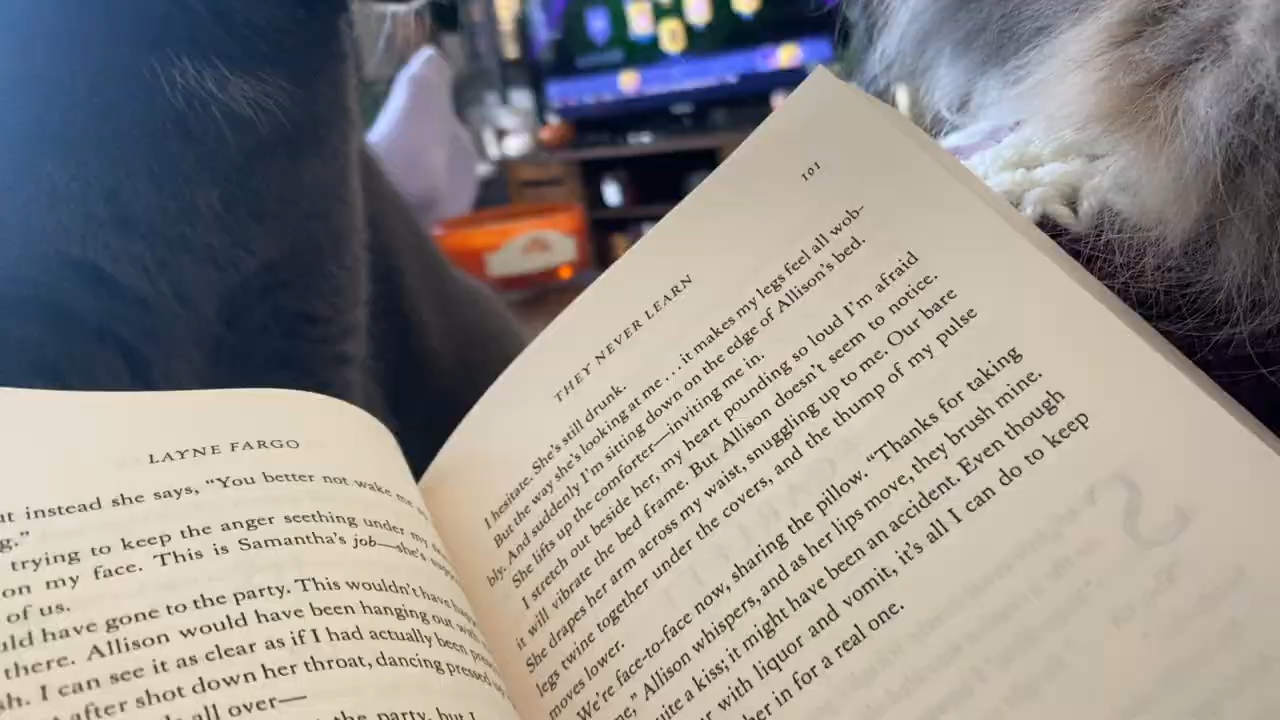 LAYNE FARGO
instead she says, “You better not wake me
trying to keep the anger seething under my
on my face. This is Samantha’s job—she’s
of us.
have gone to the party. This wouldn’t have
there. Allison would have been hanging out
I can see it as clear as if I had actually been
after shot down her throat, dancing pressed
all over—
the party, but I
THEY NEVER LEARN
101
I hesitate. She’s still drunk.
But the way she’s looking at me . . . it makes my legs feel all wob-
bly. And suddenly I’m sitting down on the edge of Allison’s bed.
She lifts up the comforter—inviting me in.
I stretch out beside her, my heart pounding so loud I’m afraid
it will vibrate the bed frame. But Allison doesn’t seem to notice.
She drapes her arm across my waist, snuggling up to me. Our bare
legs twine together under the covers, and the thump of my pulse
moves lower.
We’re face-to-face now, sharing the pillow. “Thanks for taking
me,” Allison whispers, and as her lips move, they brush mine.
quite a kiss; it might have been an accident. Even though
with liquor and vomit, it’s all I can do to keep
her in for a real one.